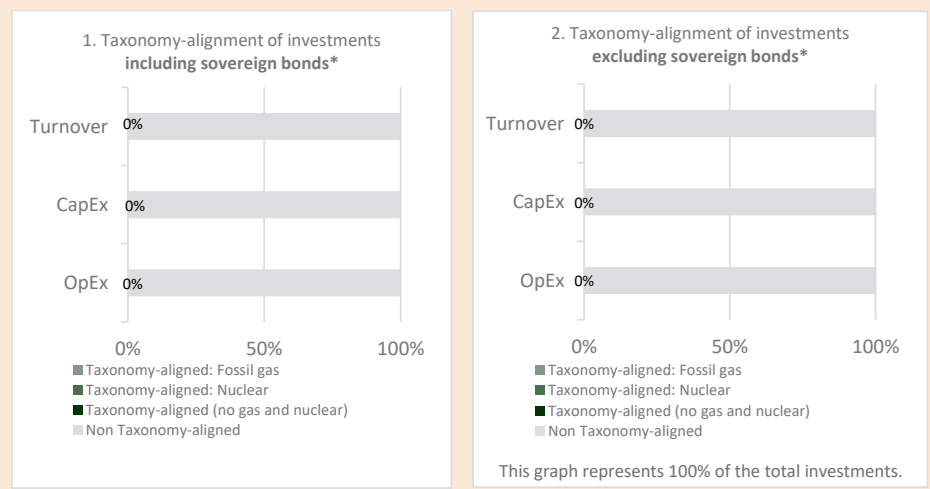 1. Taxonomy-alignment of investments
including sovereign bonds*
Turnover 0%
CapEx 0%
OpEx 0%
0% 50% 100%
Taxonomy-aligned: Fossil gas
Taxonomy-aligned: Nuclear
Taxonomy-aligned (no gas and nuclear)
Non Taxonomy-aligned
2. Taxonomy-alignment of investments
excluding sovereign bonds*
Turnover 0%
CapEx 0%
OpEx 0%
0% 50% 100%
Taxonomy-aligned: Fossil gas
Taxonomy-aligned: Nuclear
Taxonomy-aligned (no gas and nuclear)
Non Taxonomy-aligned
This graph represents 100% of the total investments.